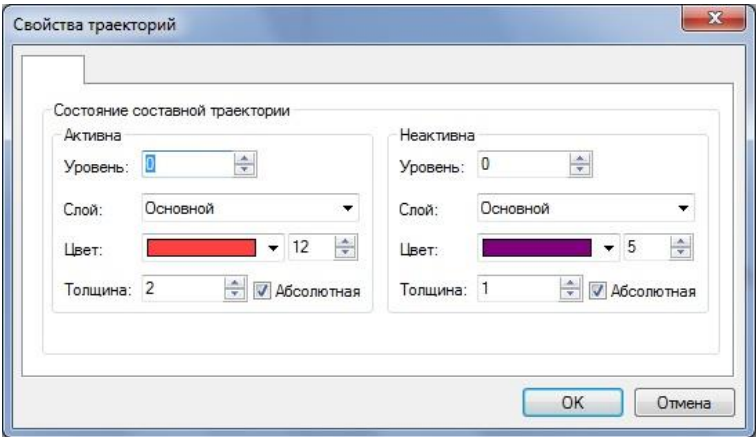 Свойства траекторий
Состояние составной траектории
Активна
Уровень: 0
Слой: Основной
Цвет: 12
Толщина: 2 Абсолютная
Неактивна
Уровень: 0
Слой: Основной
Цвет: 5
Толщина: 1 Абсолютная
OK Отмена